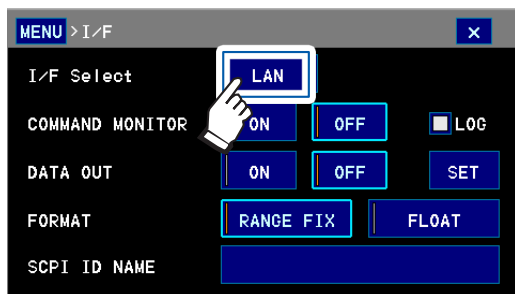 MENU > I/F ×
I/F Select LAN
COMMAND MONITOR ON OFF LOG
DATA OUT ON OFF SET
FORMAT RANGE FIX FLOAT
SCPI ID NAME